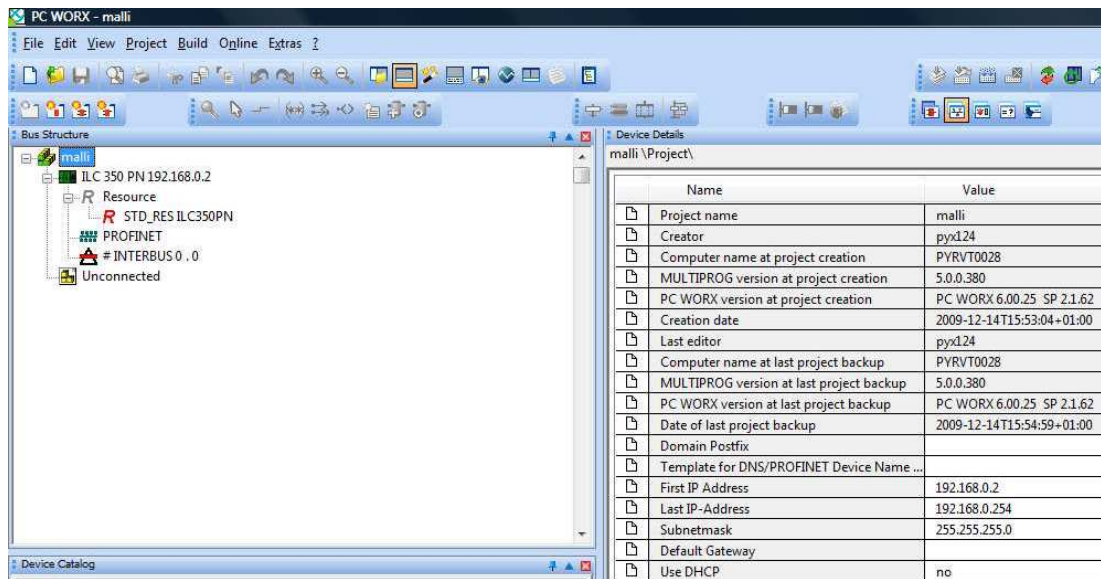 PC WORX - malli
File Edit View Project Build Online Extras ?
Bus Structure
malli
ILC 350 PN 192.168.0.2
R Resource
R STD_RES ILC350PN
PROFINET
# INTERBUS 0 . 0
Unconnected
Device Catalog
Device Details
malli \Project\
Name Value
Project name malli
Creator pyx124
Computer name at project creation PYRVT0028
MULTIPROG version at project creation 5.0.0.380
PC WORX version at project creation PC WORX 6.00.25 SP 2.1.62
Creation date 2009-12-14T15:53:04+01:00
Last editor pyx124
Computer name at last project backup PYRVT0028
MULTIPROG version at last project backup 5.0.0.380
PC WORX version at last project backup PC WORX 6.00.25 SP 2.1.62
Date of last project backup 2009-12-14T15:54:59+01:00
Domain Postfix
Template for DNS/PROFINET Device Name ...
First IP Address 192.168.0.2
Last IP-Address 192.168.0.254
Subnetmask 255.255.255.0
Default Gateway
Use DHCP no